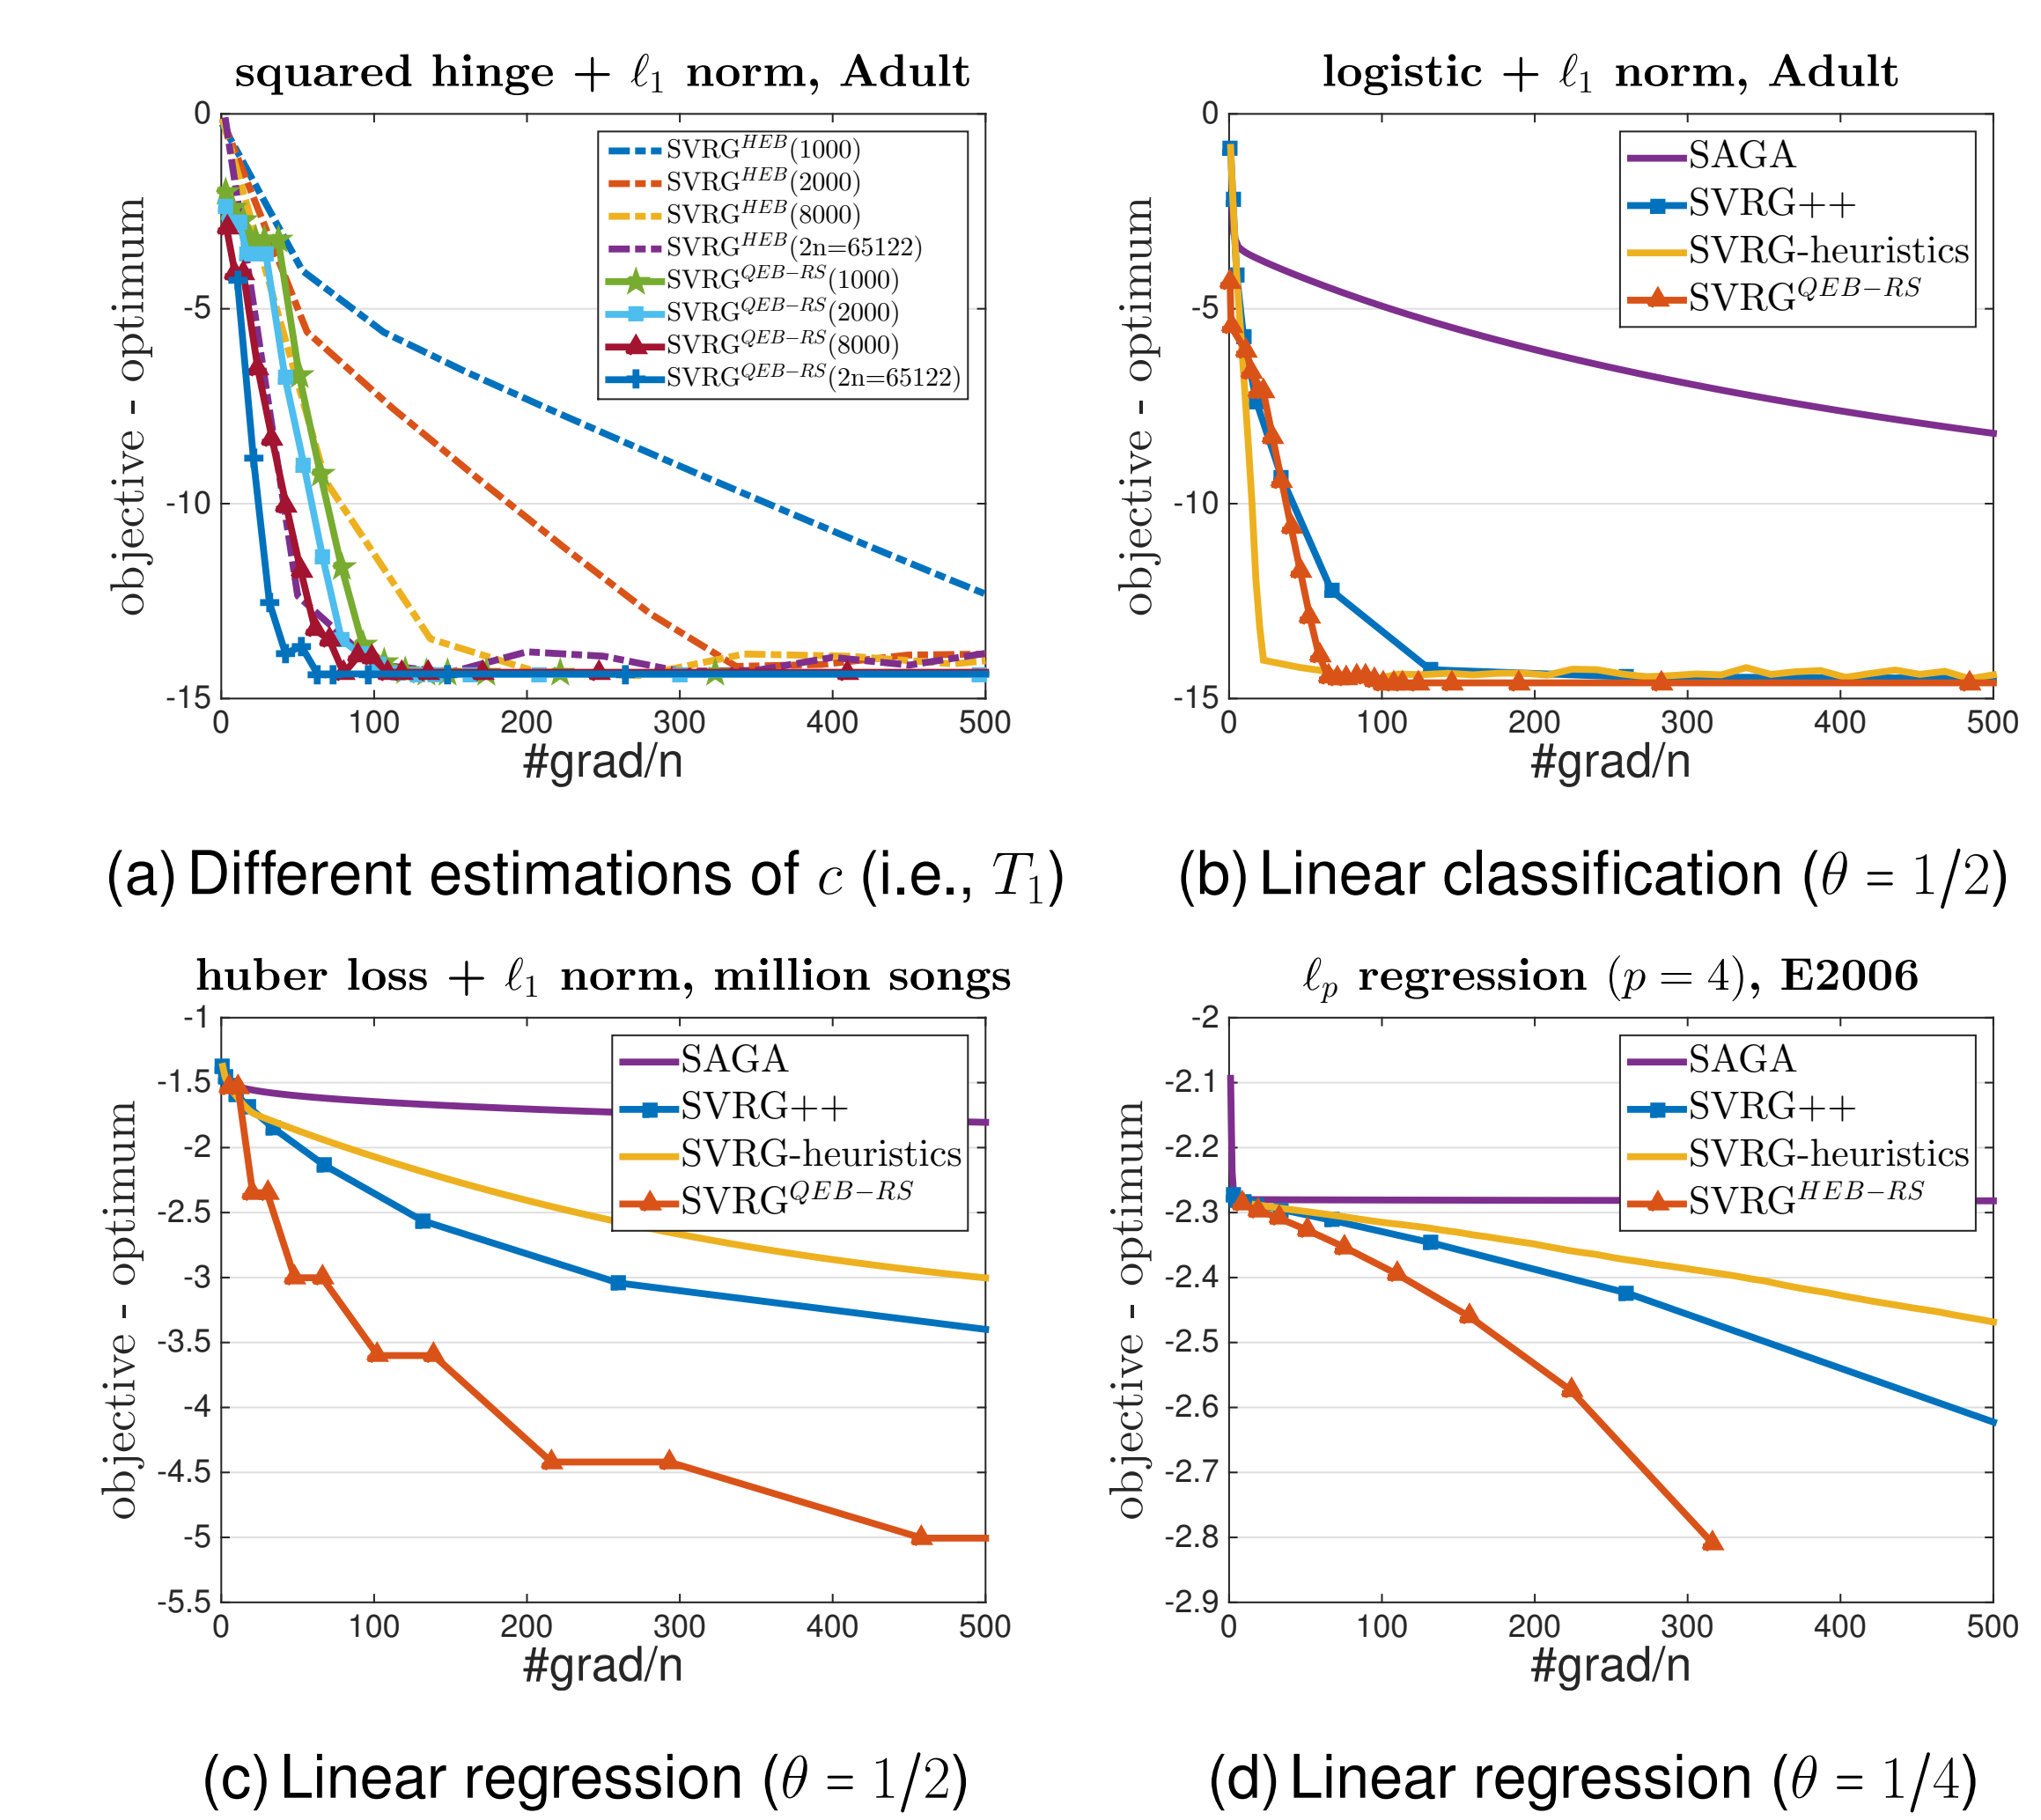 squared hinge + ℓ₁ norm, Adult
objective - optimum
0
-5
-10
-15
0 100 200 300 400 500
#grad/n
SVRG^{HEB}(1000)
SVRG^{HEB}(2000)
SVRG^{HEB}(8000)
SVRG^{HEB}(2n=65122)
SVRG^{QEB−RS}(1000)
SVRG^{QEB−RS}(2000)
SVRG^{QEB−RS}(8000)
SVRG^{QEB−RS}(2n=65122)
(a) Different estimations of c (i.e., T₁)
logistic + ℓ₁ norm, Adult
objective - optimum
0
-5
-10
-15
0 100 200 300 400 500
#grad/n
SAGA
SVRG++
SVRG-heuristics
SVRG^{QEB−RS}
(b) Linear classification (θ = 1/2)
huber loss + ℓ₁ norm, million songs
objective - optimum
-1
-1.5
-2
-2.5
-3
-3.5
-4
-4.5
-5
-5.5
0 100 200 300 400 500
#grad/n
SAGA
SVRG++
SVRG-heuristics
SVRG^{QEB−RS}
(c) Linear regression (θ = 1/2)
ℓₚ regression (p = 4), E2006
objective - optimum
-2
-2.1
-2.2
-2.3
-2.4
-2.5
-2.6
-2.7
-2.8
-2.9
0 100 200 300 400 500
#grad/n
SAGA
SVRG++
SVRG-heuristics
SVRG^{HEB−RS}
(d) Linear regression (θ = 1/4)